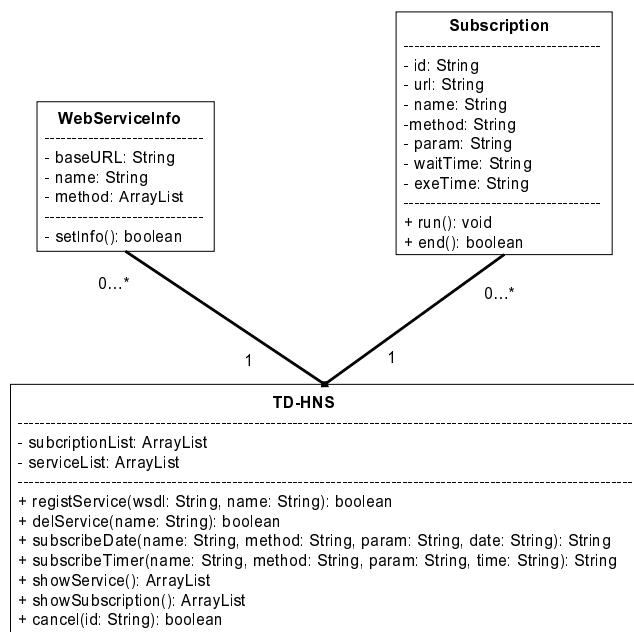 Subscription
- id: String
- url: String
- name: String
-method: String
- param: String
- waitTime: String
- exeTime: String
+ run(): void
+ end(): boolean
WebServiceInfo
- baseURL: String
- name: String
- method: ArrayList
- setInfo(): boolean
0...*
0...*
1
1
TD-HNS
- subcriptionList: ArrayList
- serviceList: ArrayList
+ registService(wsdl: String, name: String): boolean
+ delService(name: String): boolean
+ subscribeDate(name: String, method: String, param: String, date: String): String
+ subscribeTimer(name: String, method: String, param: String, time: String): String
+ showService(): ArrayList
+ showSubscription(): ArrayList
+ cancel(id: String): boolean